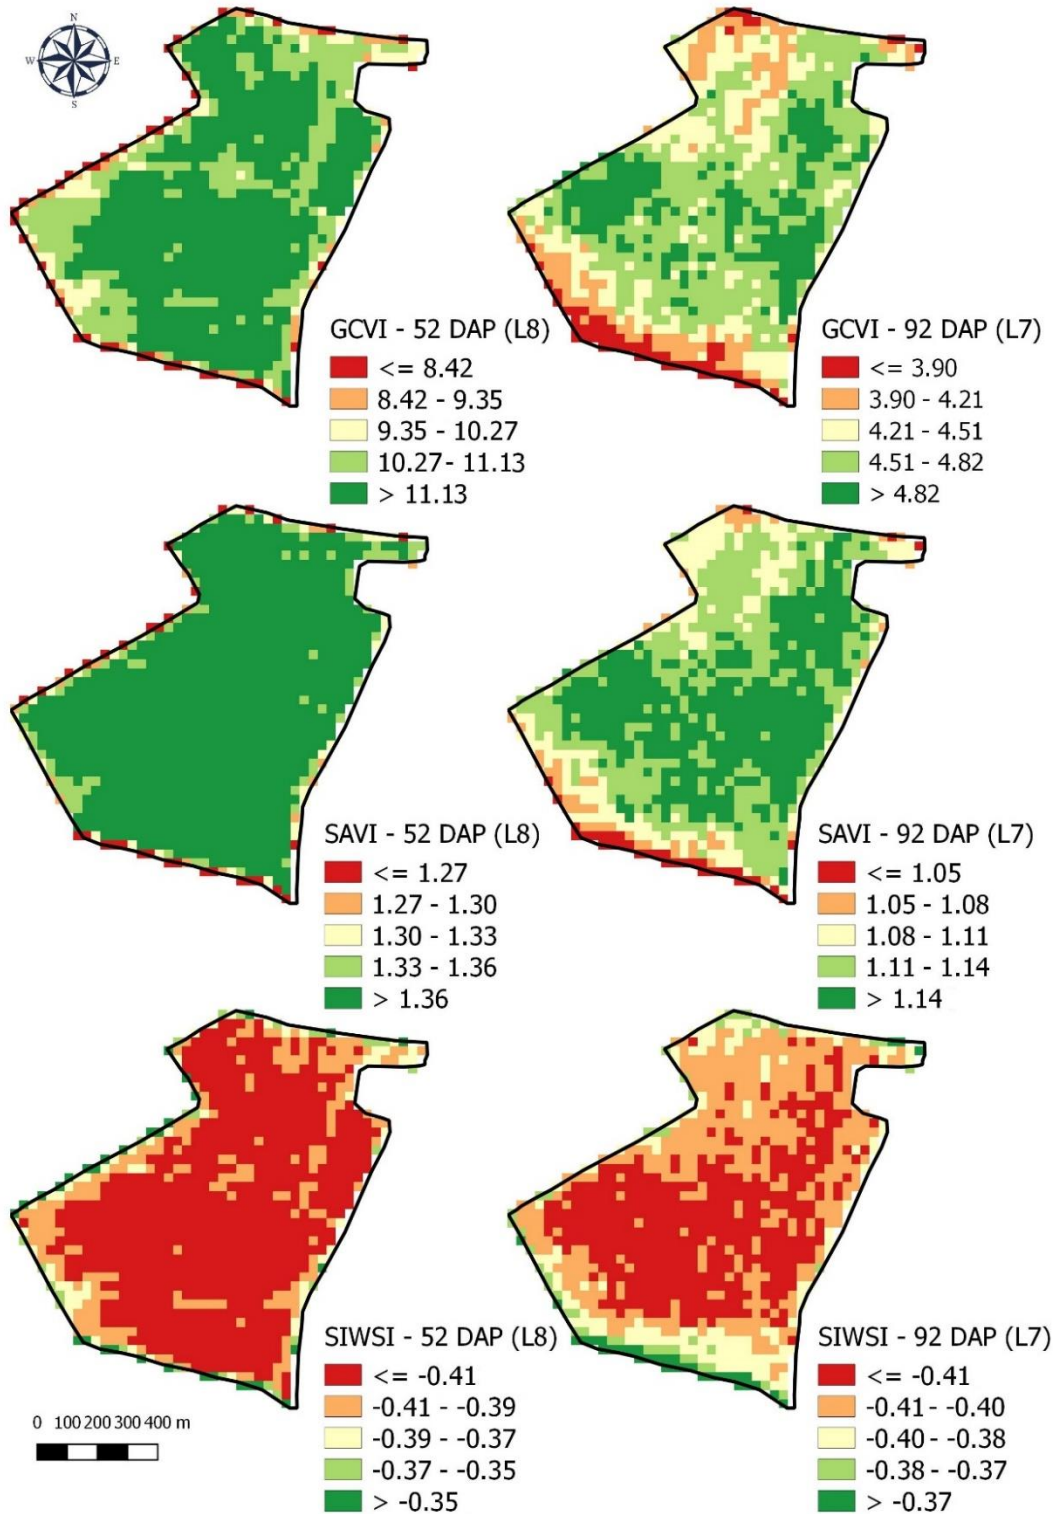 N
W E
S
GCVI - 52 DAP (L8)
<= 8.42
8.42 - 9.35
9.35 - 10.27
10.27- 11.13
> 11.13
GCVI - 92 DAP (L7)
<= 3.90
3.90 - 4.21
4.21 - 4.51
4.51 - 4.82
> 4.82
SAVI - 52 DAP (L8)
<= 1.27
1.27 - 1.30
1.30 - 1.33
1.33 - 1.36
> 1.36
SAVI - 92 DAP (L7)
<= 1.05
1.05 - 1.08
1.08 - 1.11
1.11 - 1.14
> 1.14
SIWSI - 52 DAP (L8)
<= -0.41
-0.41 - -0.39
-0.39 - -0.37
-0.37 - -0.35
> -0.35
SIWSI - 92 DAP (L7)
<= -0.41
-0.41 - -0.40
-0.40 - -0.38
-0.38 - -0.37
> -0.37
0 100 200 300 400 m